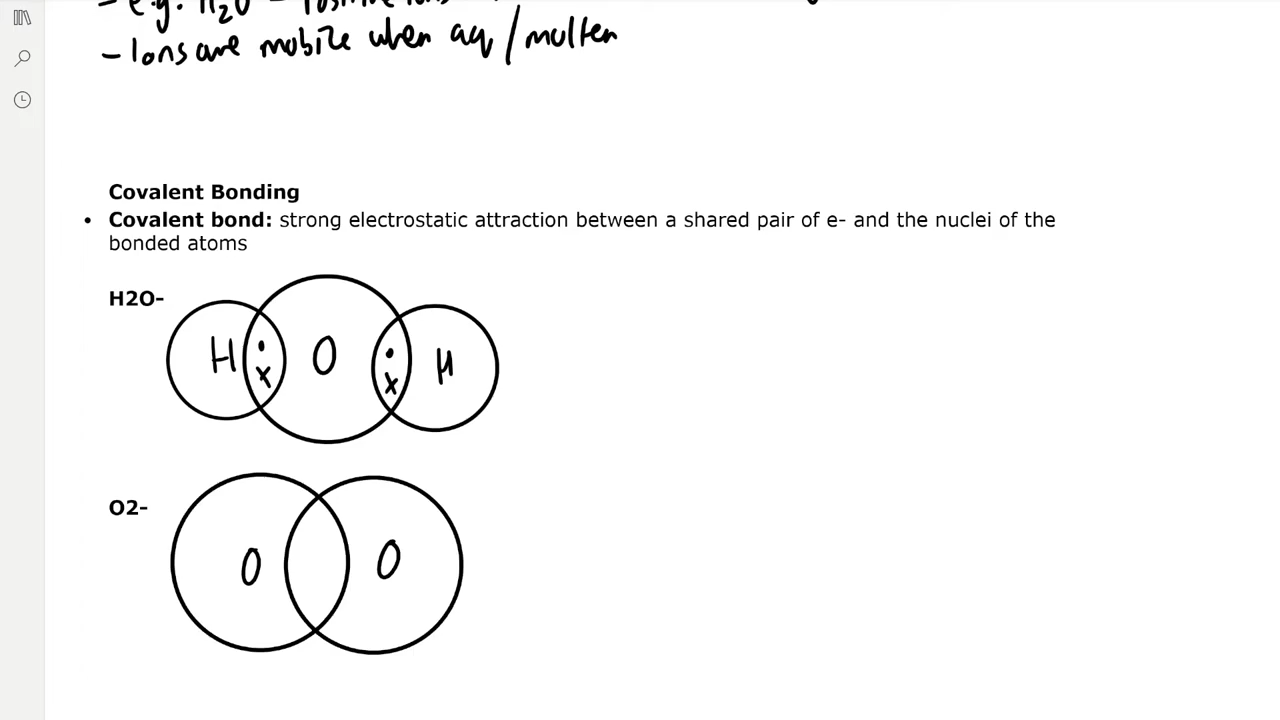 - e.g. H2O -
- Ions are mobile when aq / molten
Covalent Bonding
• Covalent bond: strong electrostatic attraction between a shared pair of e- and the nuclei of the
bonded atoms
H2O-
H • x O • x H
O2-
O O